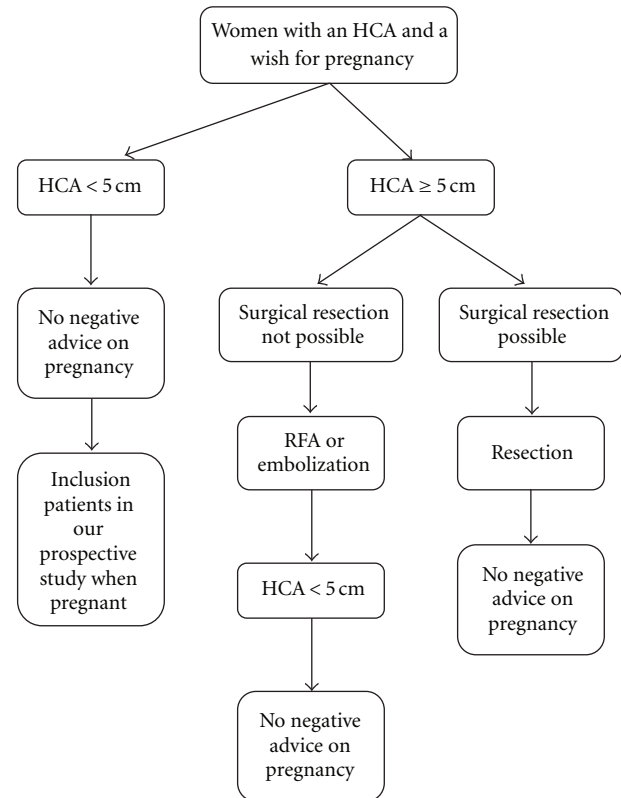 Women with an HCA and a
wish for pregnancy
HCA < 5 cm
HCA ≥ 5 cm
No negative
advice on
pregnancy
Surgical resection
not possible
Surgical resection
possible
Inclusion
patients in
our
prospective
study when
pregnant
RFA or
embolization
Resection
HCA < 5 cm
No negative
advice on
pregnancy
No negative
advice on
pregnancy